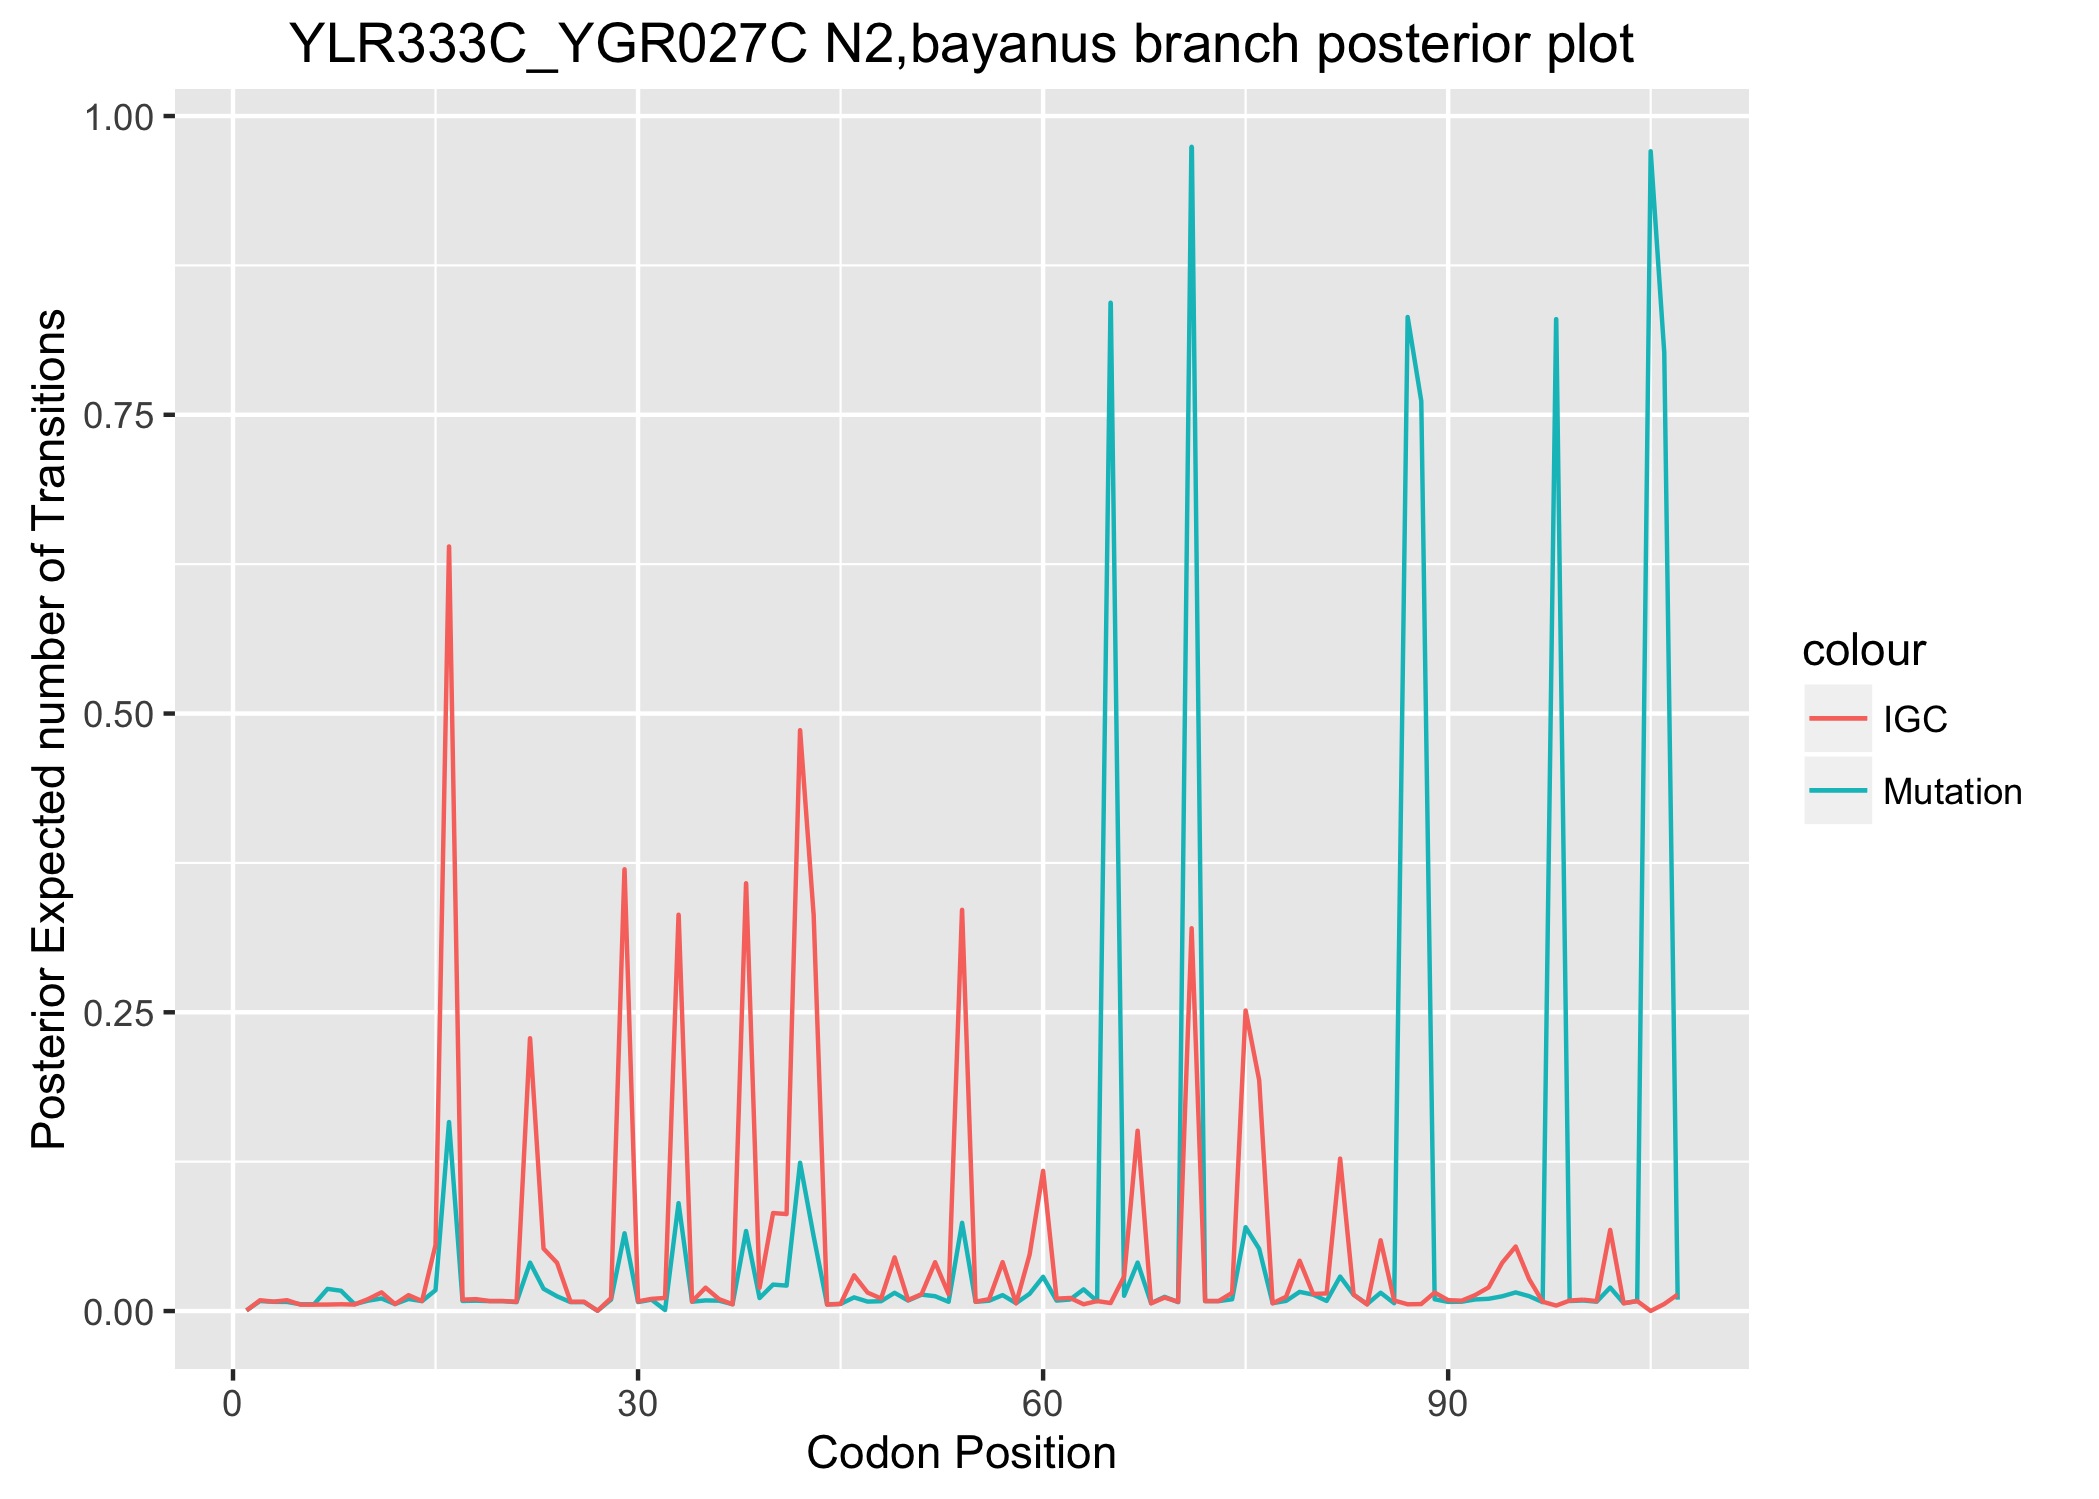 YLR333C_YGR027C N2,bayanus branch posterior plot
Posterior Expected number of Transitions
1.00
0.75
0.50
0.25
0.00
0 30 60 90
Codon Position
colour
IGC
Mutation